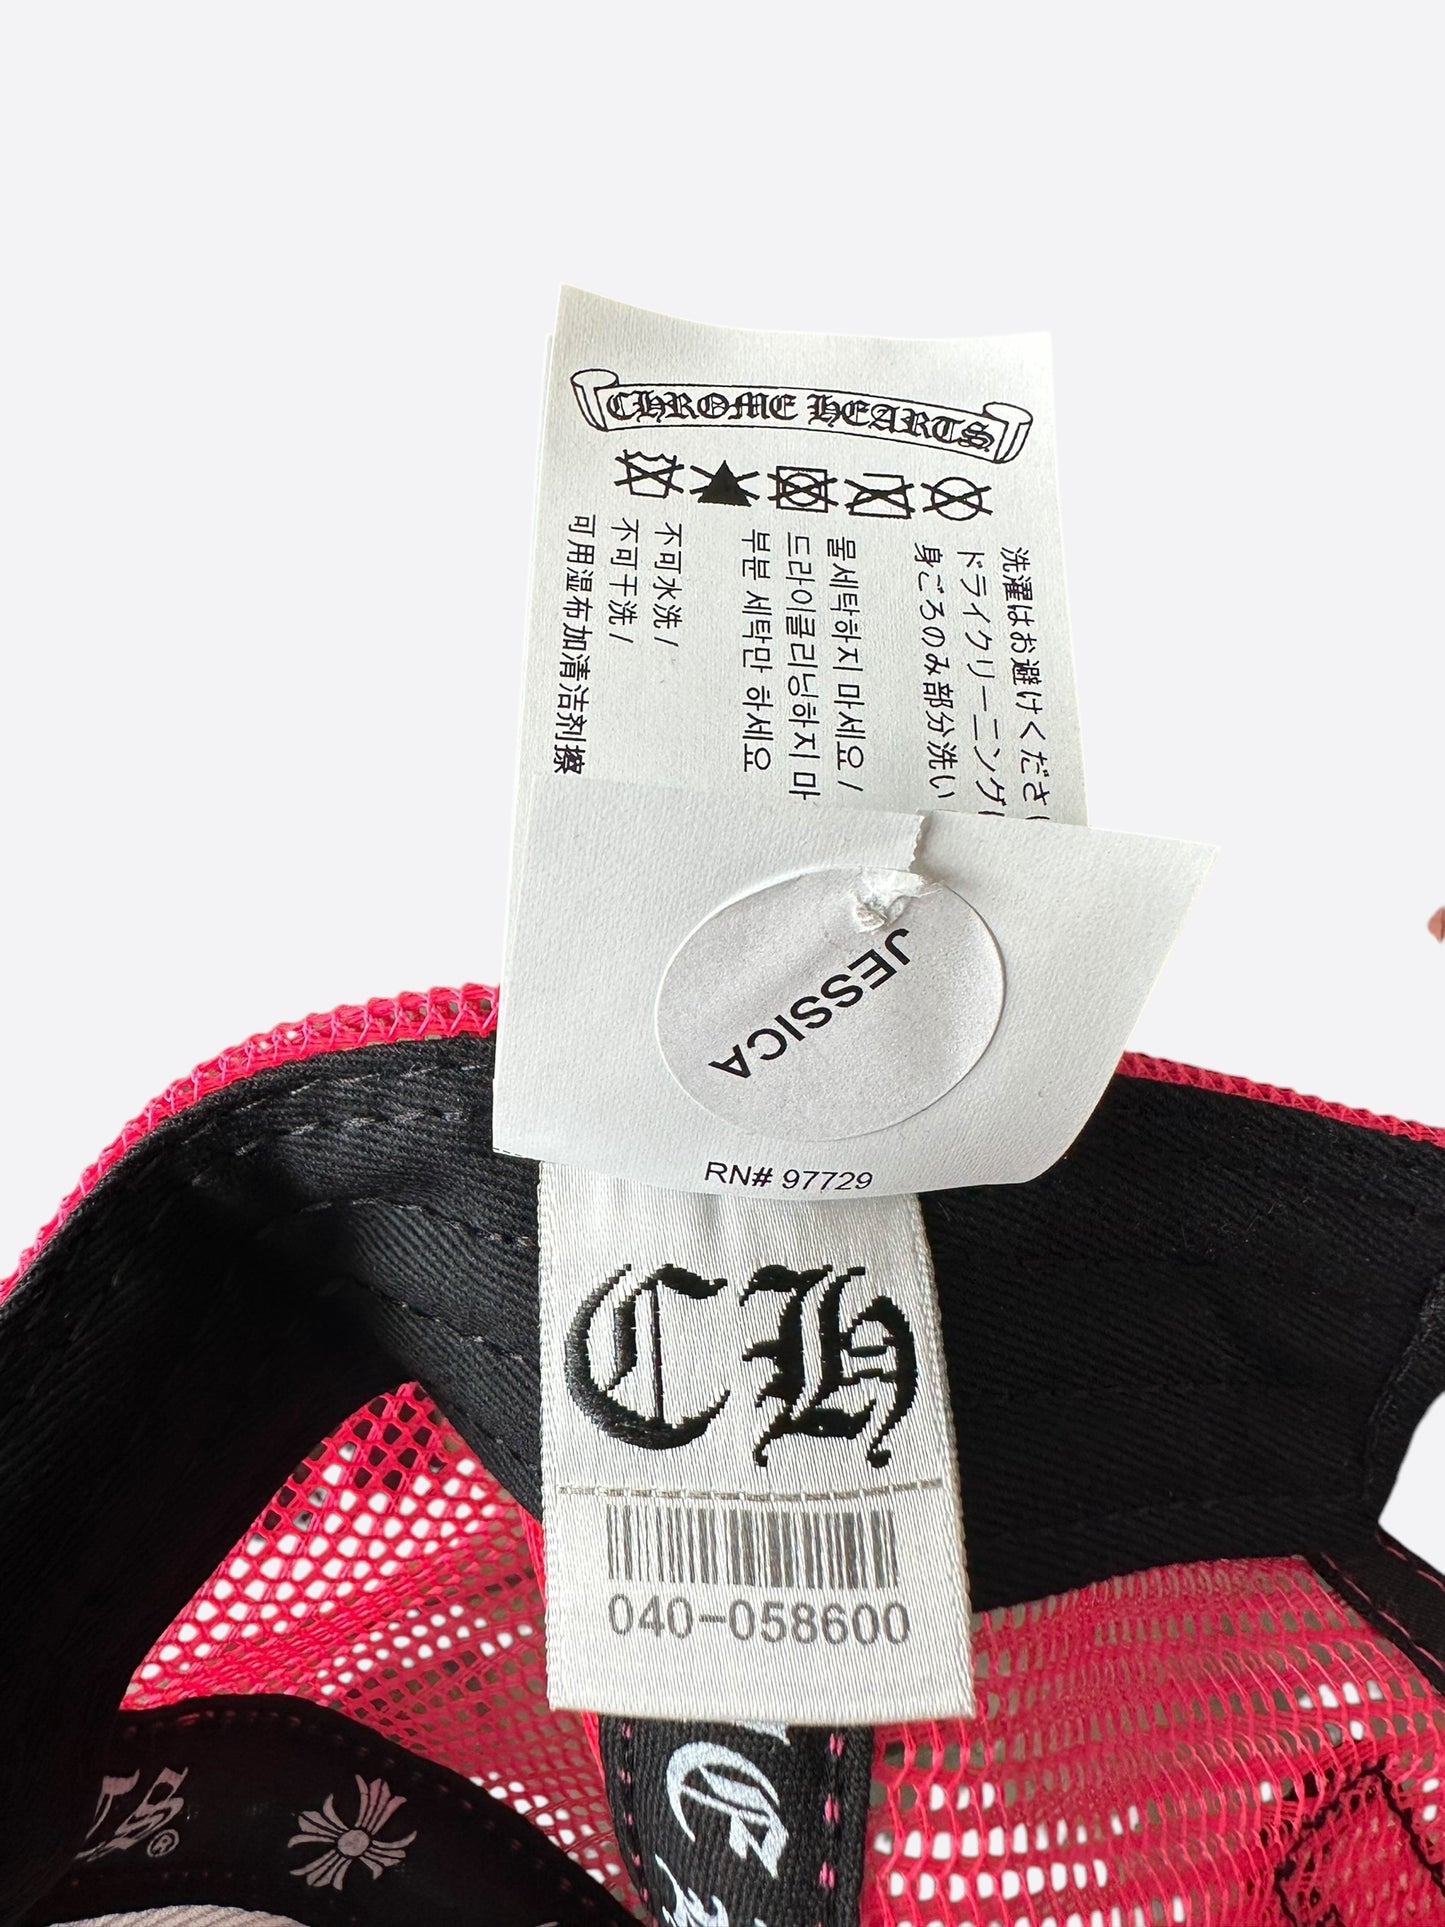 CHROME HEARTS
洗濯はお避けくださ
ドライクリーニング
身ごろのみ部分洗い
물세탁하지 마세요 /
드라이클리닝하지 마
부분 세탁만 하세요
不可水洗 /
不可干洗 /
可用湿布加清洁剂擦
JESSICA
RN# 97729
CH
040-058600
TS®